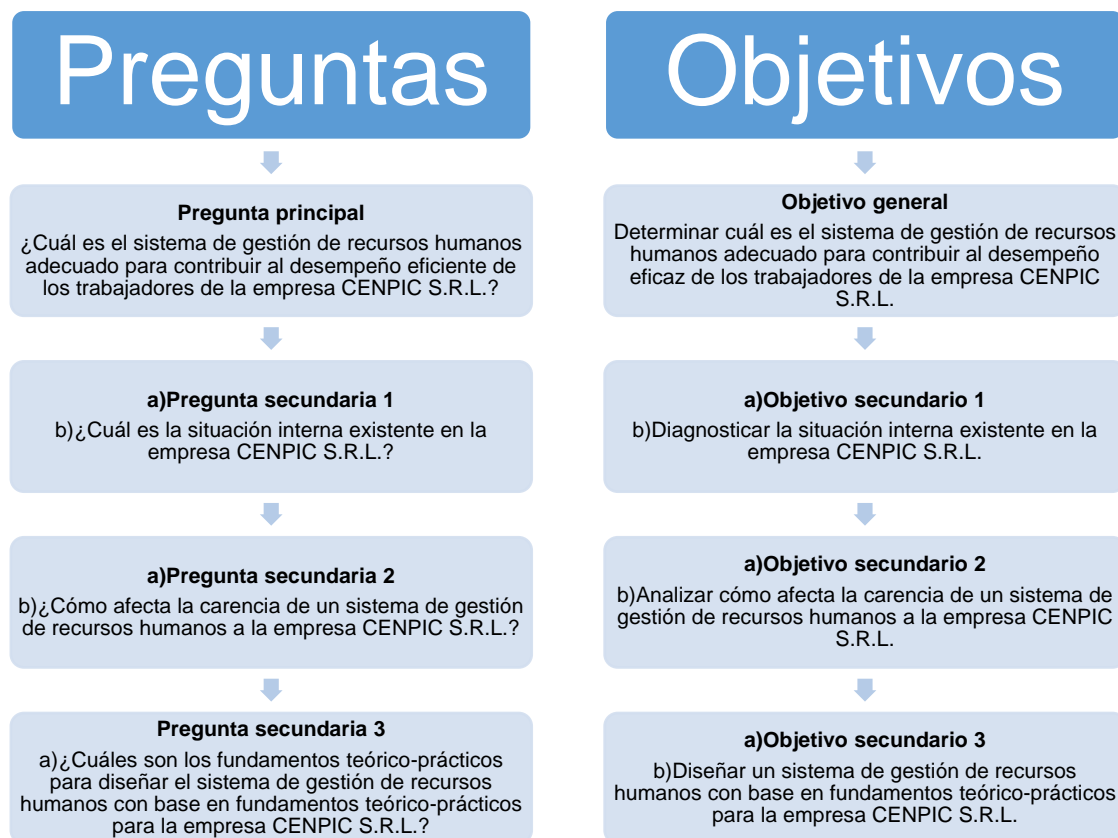 Preguntas
Pregunta principal
¿Cuál es el sistema de gestión de recursos humanos
adecuado para contribuir al desempeño eficiente de
los trabajadores de la empresa CENPIC S.R.L.?
a)Pregunta secundaria 1
b)¿Cuál es la situación interna existente en la
empresa CENPIC S.R.L.?
a)Pregunta secundaria 2
b)¿Cómo afecta la carencia de un sistema de gestión
de recursos humanos a la empresa CENPIC S.R.L.?
Pregunta secundaria 3
a)¿Cuáles son los fundamentos teórico-prácticos
para diseñar el sistema de gestión de recursos
humanos con base en fundamentos teórico-prácticos
para la empresa CENPIC S.R.L.?
Objetivos
Objetivo general
Determinar cuál es el sistema de gestión de recursos
humanos adecuado para contribuir al desempeño
eficaz de los trabajadores de la empresa CENPIC
S.R.L.
a)Objetivo secundario 1
b)Diagnosticar la situación interna existente en la
empresa CENPIC S.R.L.
a)Objetivo secundario 2
b)Analizar cómo afecta la carencia de un sistema de
gestión de recursos humanos a la empresa CENPIC
S.R.L.
a)Objetivo secundario 3
b)Diseñar un sistema de gestión de recursos
humanos con base en fundamentos teórico-prácticos
para la empresa CENPIC S.R.L.